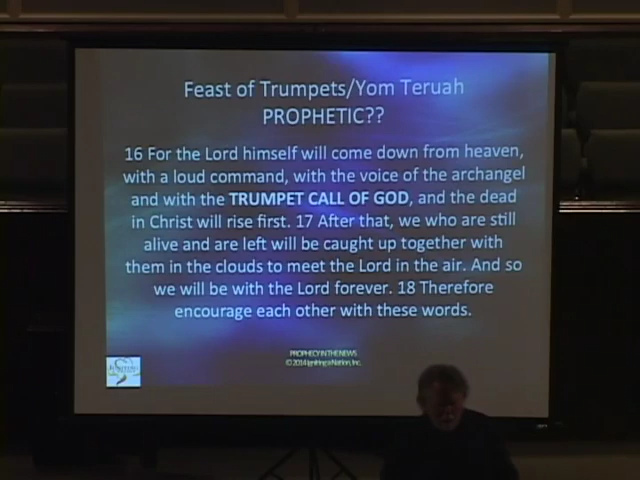 Feast of Trumpets/Yom Teruah
PROPHETIC??
16 For the Lord himself will come down from heaven,
with a loud command, with the voice of the archangel
and with the TRUMPET CALL OF GOD, and the dead
in Christ will rise first. 17 After that, we who are still
alive and are left will be caught up together with
them in the clouds to meet the Lord in the air. And so
we will be with the Lord forever. 18 Therefore
encourage each other with these words.
PROPHECY IN THE NEWS
© 2014 Igniting a Nation, Inc.